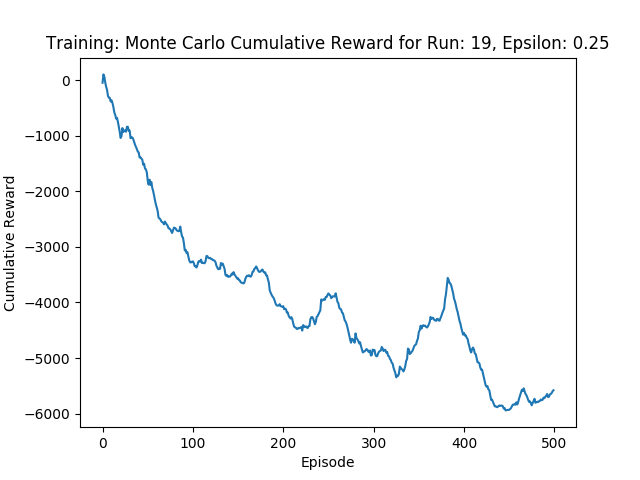 Training: Monte Carlo Cumulative Reward for Run: 19, Epsilon: 0.25
0
−1000
−2000
−3000
−4000
−5000
−6000
Cumulative Reward
0 100 200 300 400 500
Episode